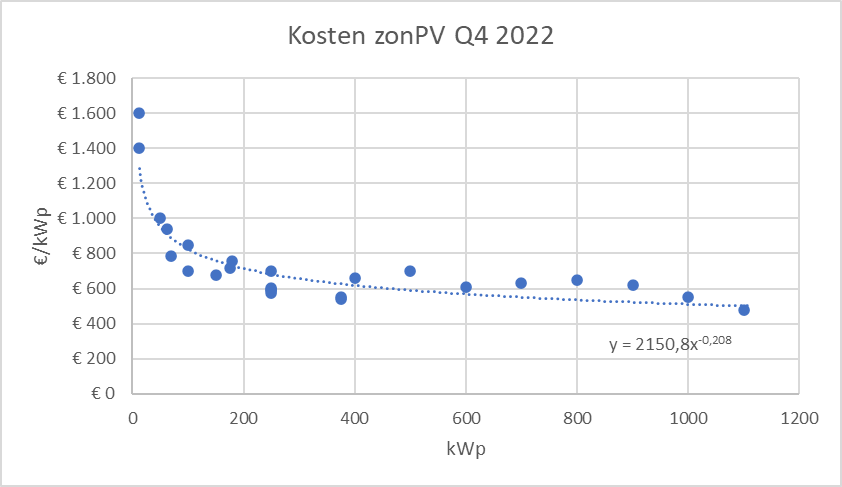 Kosten zonPV Q4 2022
€ 1.800
€ 1.600
€ 1.400
€ 1.200
€ 1.000
€ 800
€ 600
€ 400
€ 200
€ 0
€/kWp
y = 2150,8x-0,208
0 200 400 600 800 1000 1200
kWp